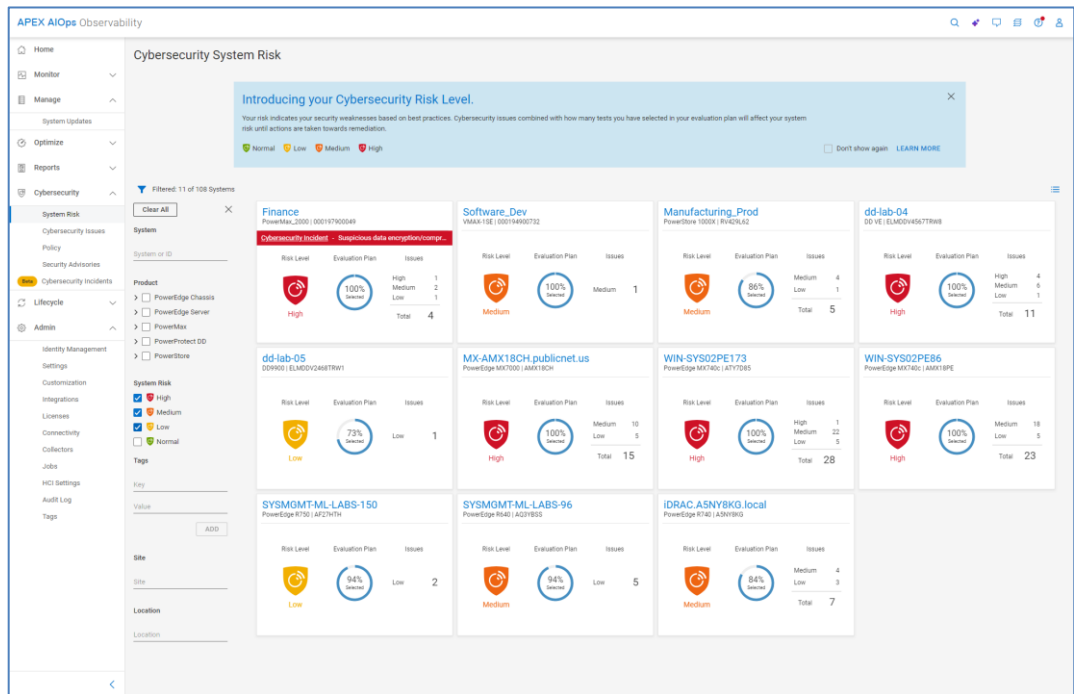 APEX AIOps Observability
Home
Monitor
Manage
System Updates
Optimize
Reports
Cybersecurity
System Risk
Cybersecurity Issues
Policy
Security Advisories
Beta Cybersecurity Incidents
Lifecycle
Admin
Identity Management
Settings
Customization
Integrations
Licenses
Connectivity
Collectors
Jobs
HCI Settings
Audit Log
Tags
Cybersecurity System Risk
Introducing your Cybersecurity Risk Level.
Your risk indicates your security weaknesses based on best practices. Cybersecurity issues combined with how many tests you have selected in your evaluation plan will affect your system
risk until actions are taken towards remediation.
Normal Low Medium High
Don't show again LEARN MORE
Filtered: 11 of 108 Systems
Clear All
System
System or ID
Product
PowerEdge Chassis
PowerEdge Server
PowerMax
PowerProtect DD
PowerStore
System Risk
High
Medium
Low
Normal
Tags
Key
Value
ADD
Site
Site
Location
Location
Finance
PowerMax_2000 | 000197900049
Cybersecurity Incident - Suspicious data encryption/compr...
Risk Level Evaluation Plan Issues
100%
Selected
High 1
Medium 2
Low 1
Total 4
High
Software_Dev
VMAX-1SE | 000194900732
Risk Level Evaluation Plan Issues
100%
Selected
Medium 1
Medium
Manufacturing_Prod
PowerStore 1000X | RV429L62
Risk Level Evaluation Plan Issues
86%
Selected
Medium 4
Low 1
Total 5
Medium
dd-lab-04
DD VE | ELMDDV4567TRW8
Risk Level Evaluation Plan Issues
100%
Selected
High 4
Medium 6
Low 1
Total 11
High
dd-lab-05
DD9900 | ELMDDV2468TRW1
Risk Level Evaluation Plan Issues
73%
Selected
Low 1
Low
MX-AMX18CH.publicnet.us
PowerEdge MX7000 | AMX18CH
Risk Level Evaluation Plan Issues
100%
Selected
Medium 10
Low 5
Total 15
High
WIN-SYS02PE173
PowerEdge MX740c | ATY7D85
Risk Level Evaluation Plan Issues
100%
Selected
High 1
Medium 22
Low 5
Total 28
High
WIN-SYS02PE86
PowerEdge MX740c | AMX18PE
Risk Level Evaluation Plan Issues
100%
Selected
Medium 18
Low 5
Total 23
High
SYSMGMT-ML-LABS-150
PowerEdge R750 | AF27HTH
Risk Level Evaluation Plan Issues
94%
Selected
Low 2
Low
SYSMGMT-ML-LABS-96
PowerEdge R640 | AG3YBSS
Risk Level Evaluation Plan Issues
94%
Selected
Low 5
Medium
iDRAC.A5NY8KG.local
PowerEdge R740 | A5NY8KG
Risk Level Evaluation Plan Issues
84%
Selected
Medium 4
Low 3
Total 7
Medium